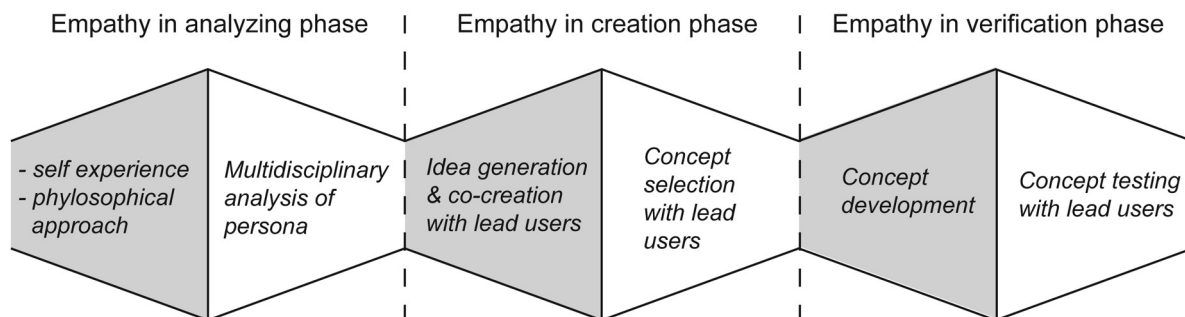 Empathy in analyzing phase
Empathy in creation phase
Empathy in verification phase
- self experience
- phylosophical
approach
Multidisciplinary
analysis of
persona
Idea generation
& co-creation
with lead users
Concept
selection
with lead
users
Concept
development
Concept testing
with lead users